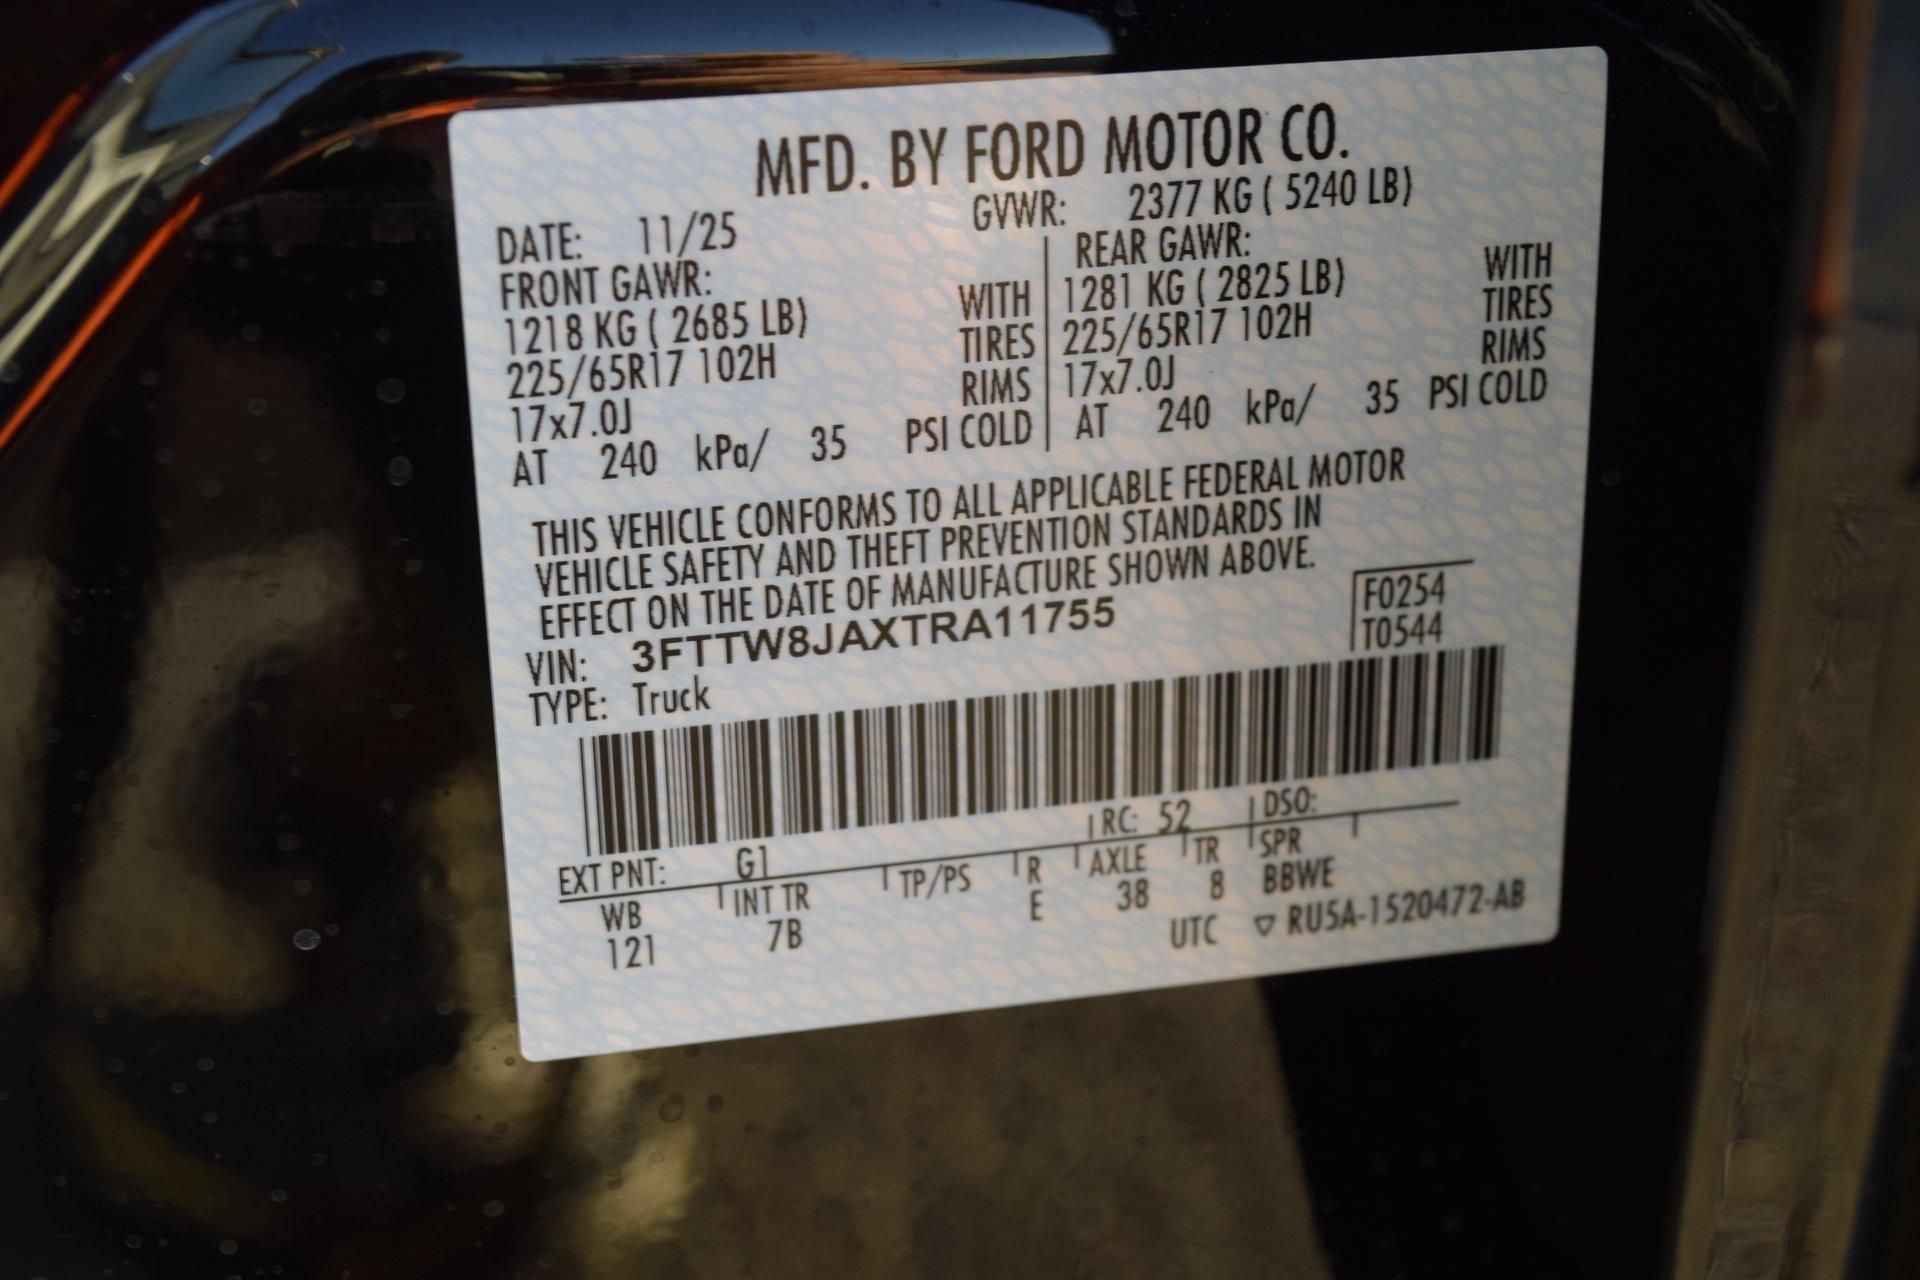 MFD. BY FORD MOTOR CO.
DATE: 11/25 GVWR: 2377 KG ( 5240 LB)
FRONT GAWR: REAR GAWR:
1218 KG ( 2685 LB) WITH 1281 KG ( 2825 LB) WITH
225/65R17 102H TIRES 225/65R17 102H TIRES
17x7.0J RIMS 17x7.0J RIMS
AT 240 kPa/ 35 PSI COLD AT 240 kPa/ 35 PSI COLD
THIS VEHICLE CONFORMS TO ALL APPLICABLE FEDERAL MOTOR
VEHICLE SAFETY AND THEFT PREVENTION STANDARDS IN
EFFECT ON THE DATE OF MANUFACTURE SHOWN ABOVE.
F0254
VIN: 3FTTW8JAXTRA11755 T0544
TYPE: Truck
EXT PNT: G1 RC: 52 DSO:
WB INT TR TP/PS R AXLE TR SPR
121 7B E 38 8 BBWE
UTC ▽ RU5A-1520472-AB